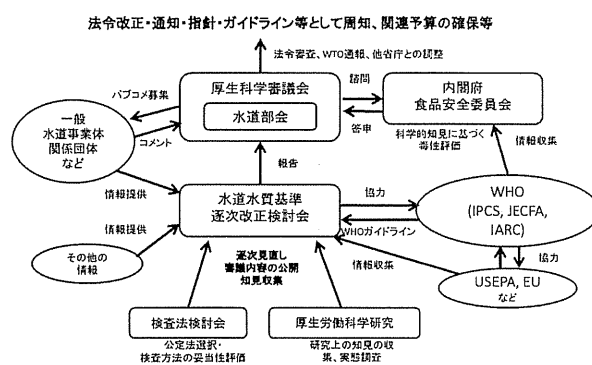 法令改正・通知・指針・ガイドライン等として周知、関連予算の確保等
法令審査、WTO通報、他省庁との調整
厚生科学審議会
水道部会
諮問
答申
内閣府
食品安全委員会
パブコメ募集
コメント
一般
水道事業体
関係団体
など
科学的知見に基づく
毒性評価
情報収集
報告
情報提供
水道水質基準
逐次改正検討会
協力
WHOガイドライン
WHO
(IPCS, JECFA,
IARC)
情報提供
その他の
情報
逐次見直し
審議内容の公開
知見収集
情報収集
協力
USEPA, EU
など
検査法検討会
公定法選択・
検査方法の妥当性評価
厚生労働科学研究
研究上の知見の収
集、実態調査